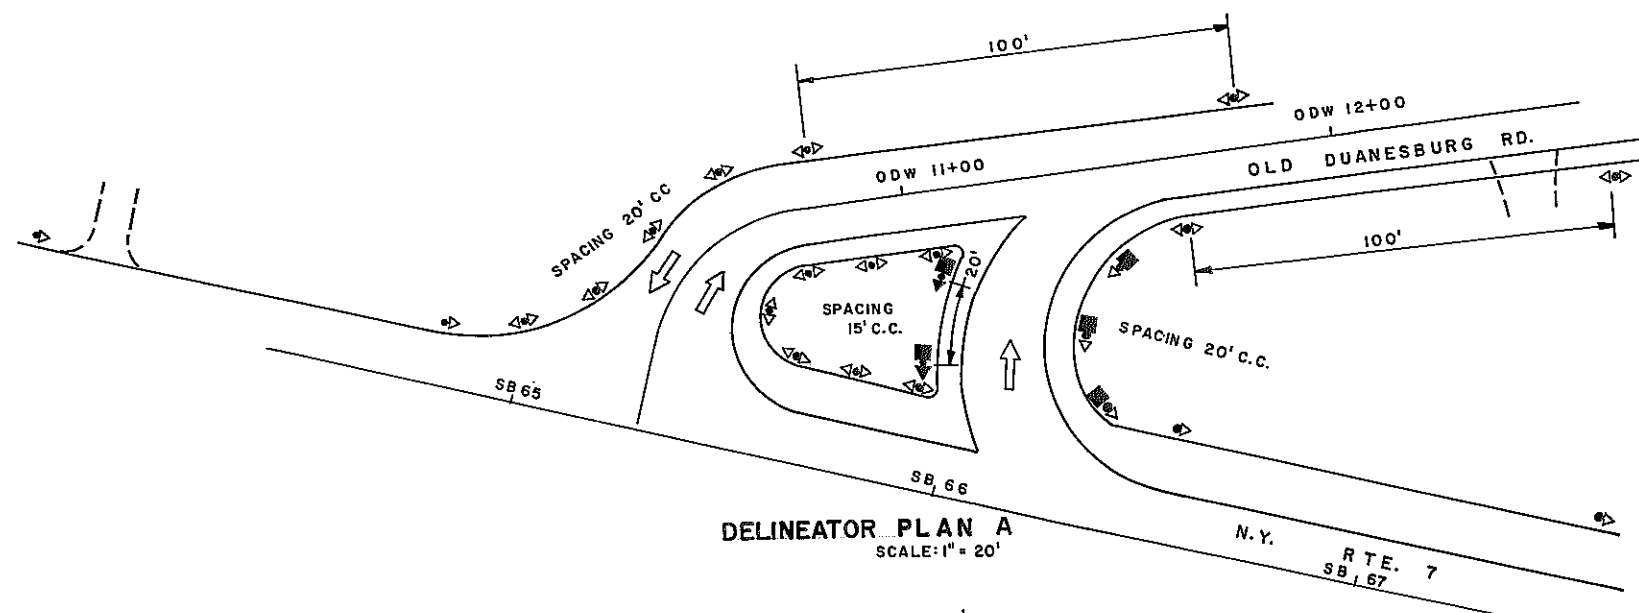 100'
ODW 12+00
OLD DUANESBURG RD.
ODW 11+00
SPACING 20' CC
100'
20'
SPACING
15' C.C.
SPACING 20' C.C.
SB 65
SB 66
DELINEATOR PLAN A
SCALE: 1" = 20'
N.Y. RTE. 7
SB 67